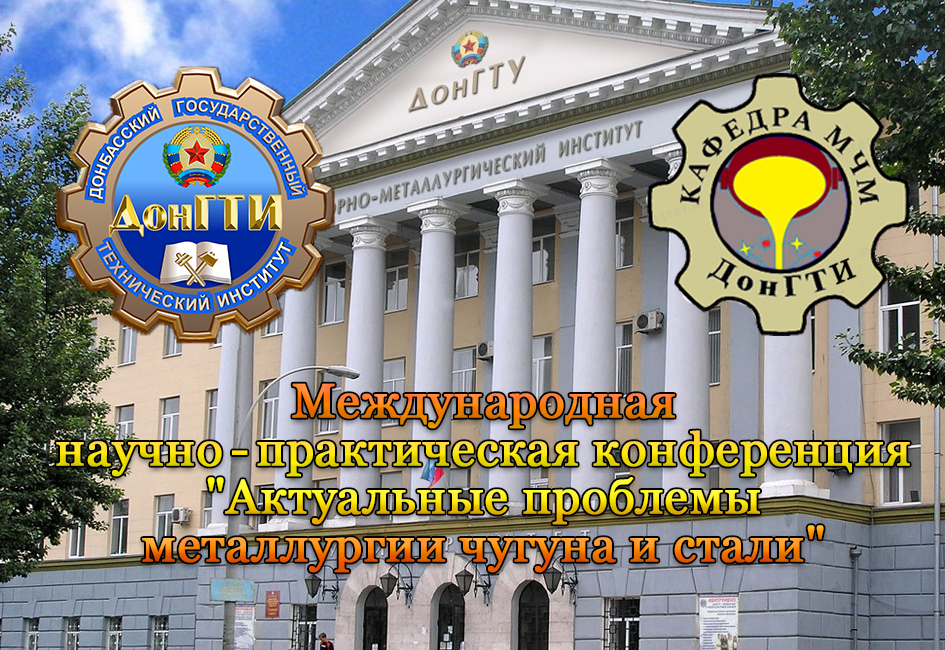 ДонГТУ
РНО-МЕТАЛЛУРГИЧЕСКИЙ ИНСТИТУТ
ДОНБАССКИЙ ГОСУДАРСТВЕННЫЙ
ДонГТИ
ТЕХНИЧЕСКИЙ ИНСТИТУТ
КАФЕДРА МЧМ
ДонГТИ
Международная
научно-практическая конференция
"Актуальные проблемы
металлургии чугуна и стали"